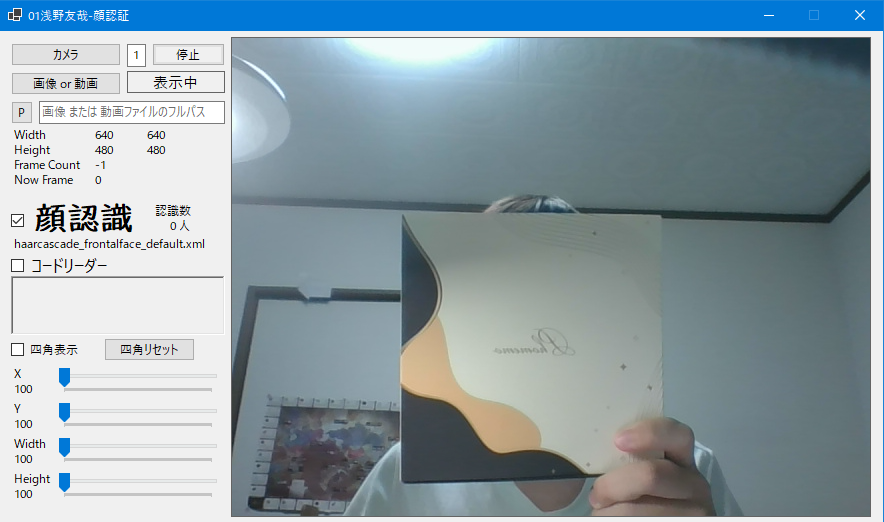 01浅野友哉-顔認証
カメラ
1
停止
画像 or 動画
表示中
P
画像 または 動画ファイルのフルパス
Width 640 640
Height 480 480
Frame Count -1
Now Frame 0
顔認識
認識数
0 人
haarcascade_frontalface_default.xml
コードリーダー
四角表示
四角リセット
X
100
Y
100
Width
100
Height
100
Phomemo